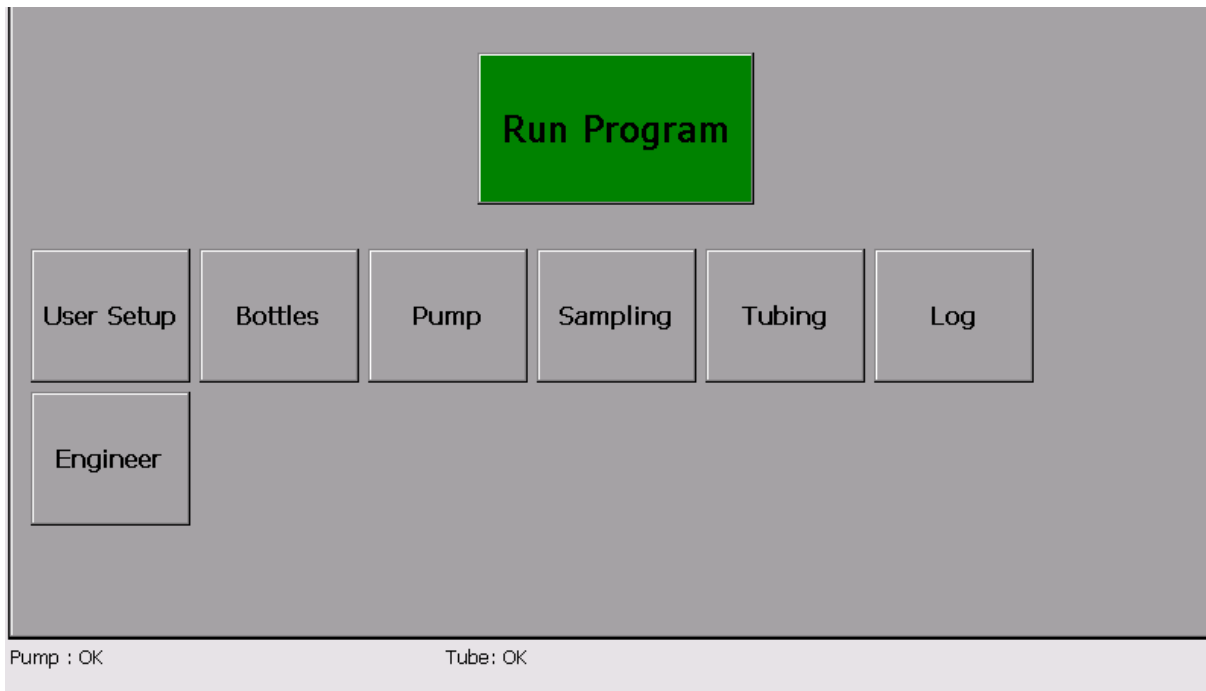 Run Program
User Setup Bottles Pump Sampling Tubing Log
Engineer
Pump : OK Tube: OK